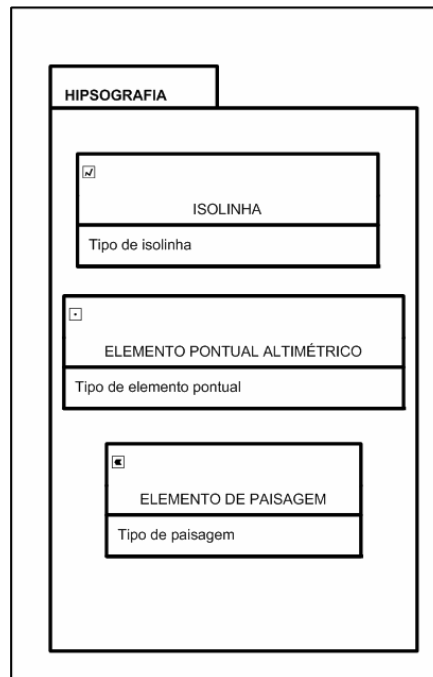 HIPSOGRAFIA
ISOLINHA
Tipo de isolinha
ELEMENTO PONTUAL ALTIMÉTRICO
Tipo de elemento pontual
ELEMENTO DE PAISAGEM
Tipo de paisagem